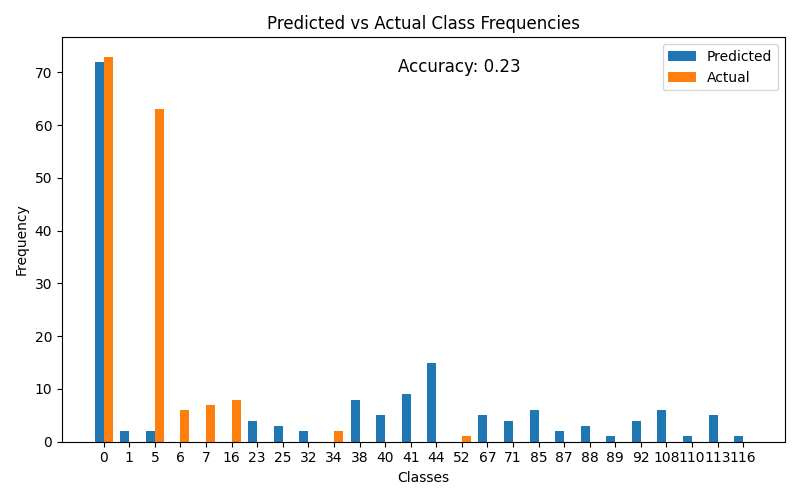 Predicted vs Actual Class Frequencies
Accuracy: 0.23
Predicted
Actual
Frequency
70
60
50
40
30
20
10
0
0 1 5 6 7 16 23 25 32 34 38 40 41 44 52 67 71 85 87 88 89 92 108 110 113 116
Classes